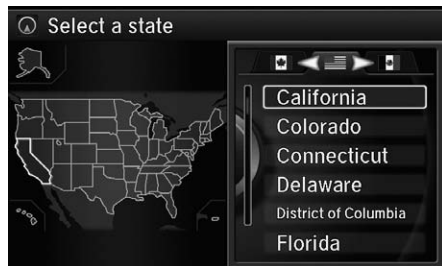 Select a state
California
Colorado
Connecticut
Delaware
District of Columbia
Florida